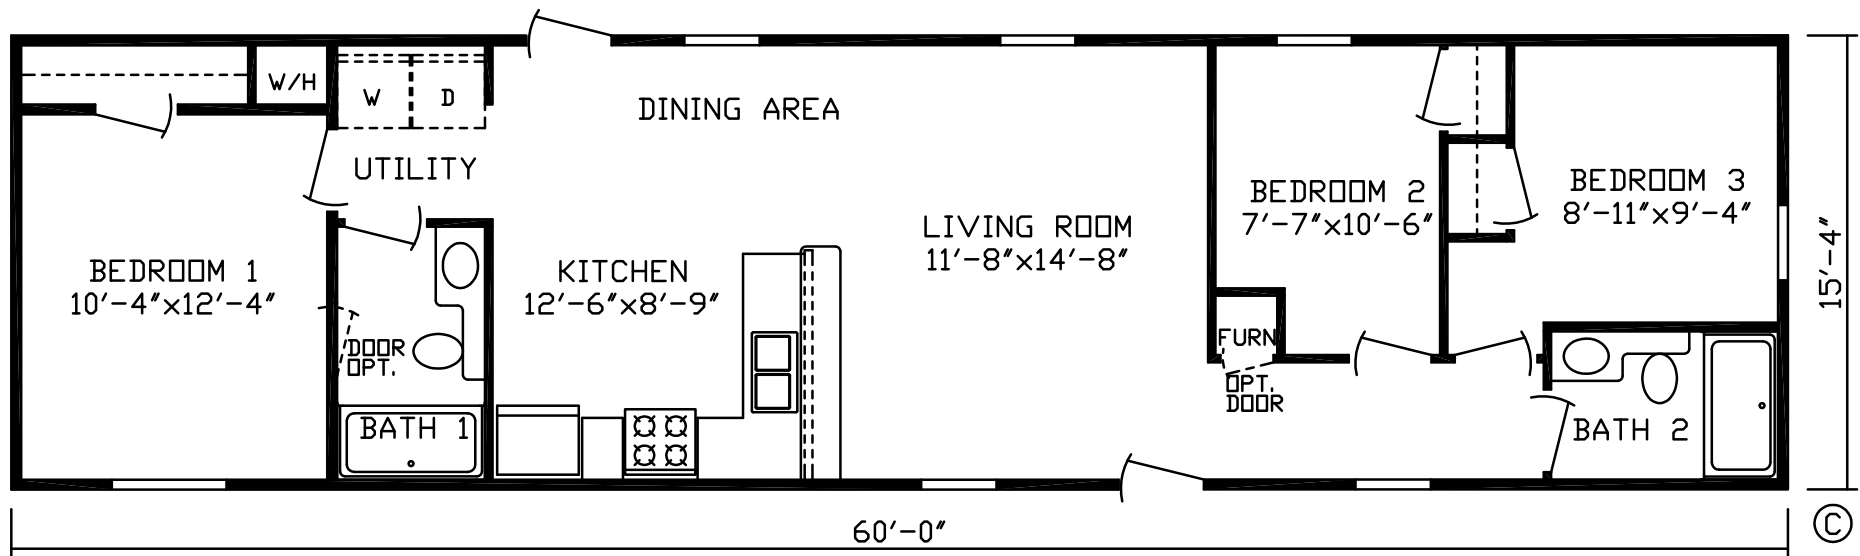 W/H
W
D
DINING AREA
UTILITY
BEDROOM 1
10'-4"x12'-4"
DOOR
OPT.
BATH 1
KITCHEN
12'-6"x8'-9"
LIVING ROOM
11'-8"x14'-8"
BEDROOM 2
7'-7"x10'-6"
BEDROOM 3
8'-11"x9'-4"
FURN
OPT.
DOOR
BATH 2
15'-4"
60'-0"
©